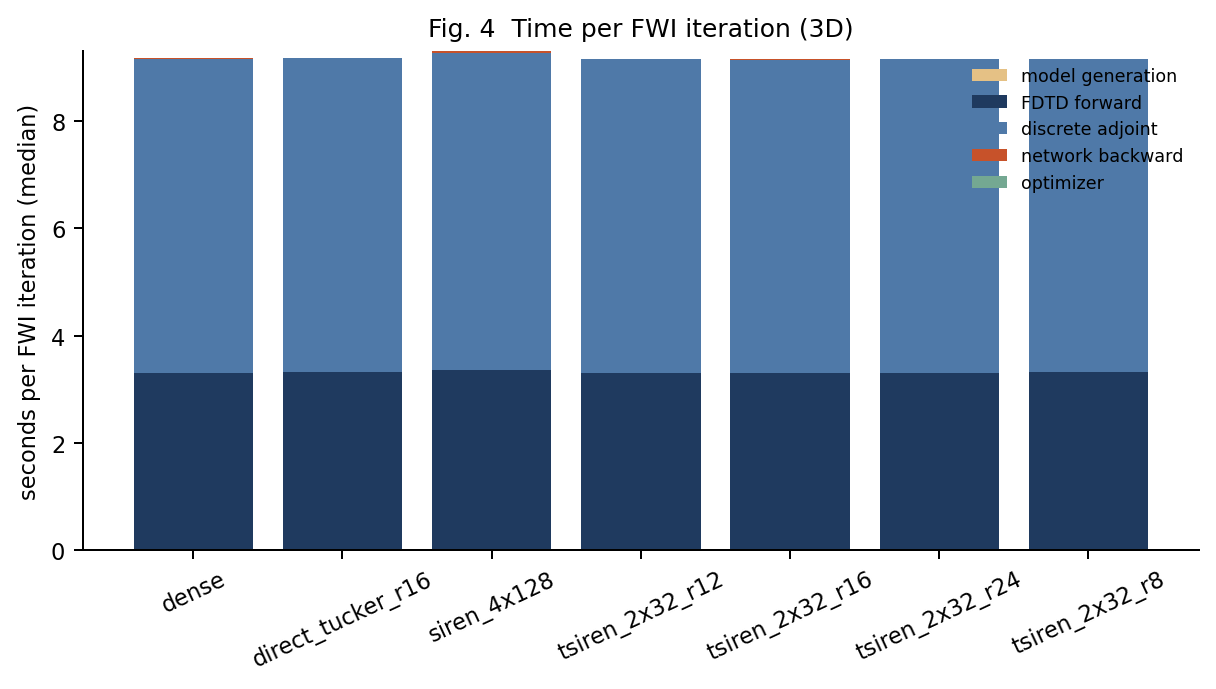 Fig. 4  Time per FWI iteration (3D)
seconds per FWI iteration (median)
8
6
4
2
0
model generation
FDTD forward
discrete adjoint
network backward
optimizer
dense
direct_tucker_r16
siren_4x128
tsiren_2x32_r12
tsiren_2x32_r16
tsiren_2x32_r24
tsiren_2x32_r8